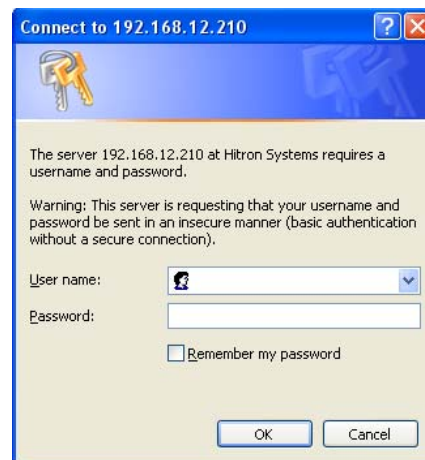 Connect to 192.168.12.210
The server 192.168.12.210 at Hitron Systems requires a
username and password.
Warning: This server is requesting that your username and
password be sent in an insecure manner (basic authentication
without a secure connection).
User name:
Password:
Remember my password
OK Cancel